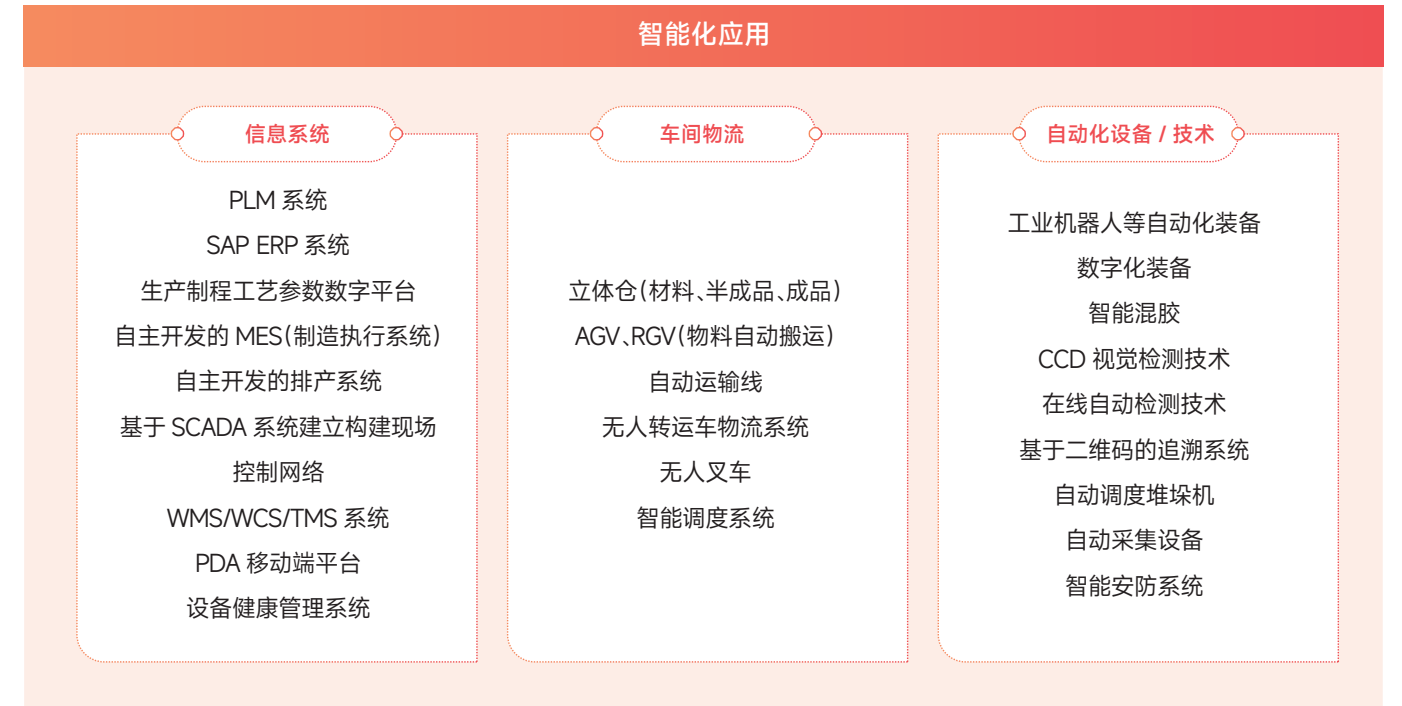 智能化应用
信息系统
PLM 系统
SAP ERP 系统
生产制程工艺参数数字平台
自主开发的 MES(制造执行系统)
自主开发的排产系统
基于 SCADA 系统建立构建现场
控制网络
WMS/WCS/TMS 系统
PDA 移动端平台
设备健康管理系统
车间物流
立体仓(材料、半成品、成品)
AGV、RGV(物料自动搬运)
自动运输线
无人转运车物流系统
无人叉车
智能调度系统
自动化设备 / 技术
工业机器人等自动化装备
数字化装备
智能混胶
CCD 视觉检测技术
在线自动检测技术
基于二维码的追溯系统
自动调度堆垛机
自动采集设备
智能安防系统